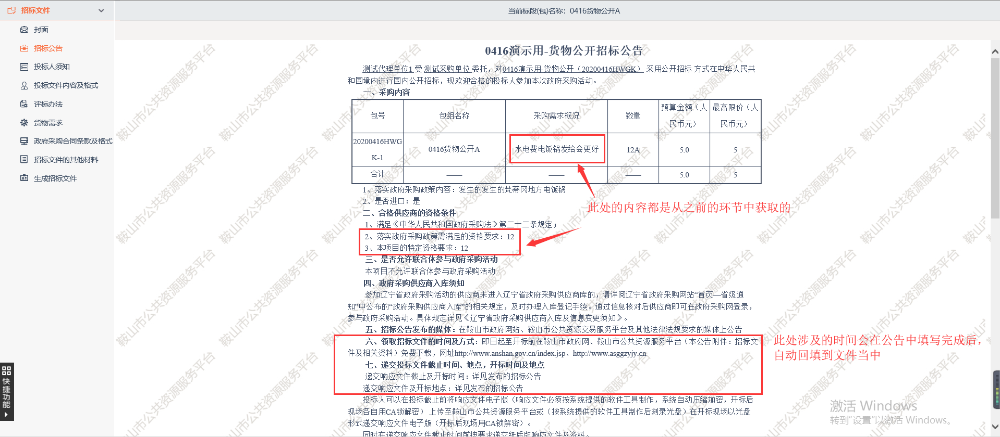 招标文件
当前标段(包)名称：0416货物公开A
封面
招标公告
投标人须知
投标文件内容及格式
评标办法
货物需求
政府采购合同条款及格式
招标文件的其他材料
生成招标文件
快捷功能
0416演示用-货物公开招标公告
测试代理单位1 受 测试采购单位 委托，对0416演示用-货物公开（20200416HWGK） 采用公开招标 方式在中华人民共
和国境内进行国内公开招标，现欢迎合格的投标人参加本次政府采购活动。
一、采购内容
包号 包组名称 采购需求概况 数量 预算金额（人民币元） 最高限价（人民币元）
20200416HWGK-1 0416货物公开A 水电费电饭锅发给会更好 12A 5.0 5
合计 —— —— —— 5.0 5
1、落实政府采购政策内容：发生的发生的梵蒂冈地方电饭锅
2、是否进口：是
此处的内容都是从之前的环节中获取的
二、合格供应商的资格条件
1、满足《中华人民共和国政府采购法》第二十二条规定；
2、落实政府采购政策需满足的资格要求：12
3、本项目的特定资格要求：12
三、是否允许联合体参与政府采购活动
本项目不允许联合体参与政府采购活动
四、政府采购供应商入库须知
参加辽宁省政府采购活动的供应商未进入辽宁省政府采购供应商库的，请详阅辽宁省政府采购网站“首页—省级通
知”中公布的“政府采购供应商入库”的相关规定，及时办理入库登记手续。通过信息核对后供应商即可在政府采购网登录，
参与政府采购活动。具体规定详见《辽宁省政府采购供应商入库及信息变更须知》。
五、招标公告发布的媒体：在鞍山市政府网站、鞍山市公共资源交易服务平台及其他法律法规要求的媒体上公告
六、领取招标文件的时间及方式：即日起至开标前在鞍山市政府网、鞍山市公共资源服务平台（本公告附件：招标文
件及相关资料）免费下载，网址http://www.anshan.gov.cn/index.jsp、http://www.asggzyjy.cn
此处涉及的时间会在公告中填写完成后，
自动回填到文件当中
七、递交投标文件截止时间、地点，开标时间及地点
递交响应文件截止及开标时间：详见发布的招标公告
递交响应文件及开标地点：详见发布的招标公告
投标人可以在投标截止前将响应文件电子版（响应文件必须按系统提供的软件工具制作，系统自动压缩加密，开标后
现场各自用CA锁解密） 上传至鞍山市公共资源服务平台或（按系统提供的软件工具制作后刻录光盘）在开标现场以光盘
形式递交响应文件电子版（开标后现场用CA锁解密）。
同时在递交响应文件截止时间前按要求递交纸质版响应文件及资料。
鞍山市公共资源服务平台
激活 Windows
转到“设置”以激活 Windows。